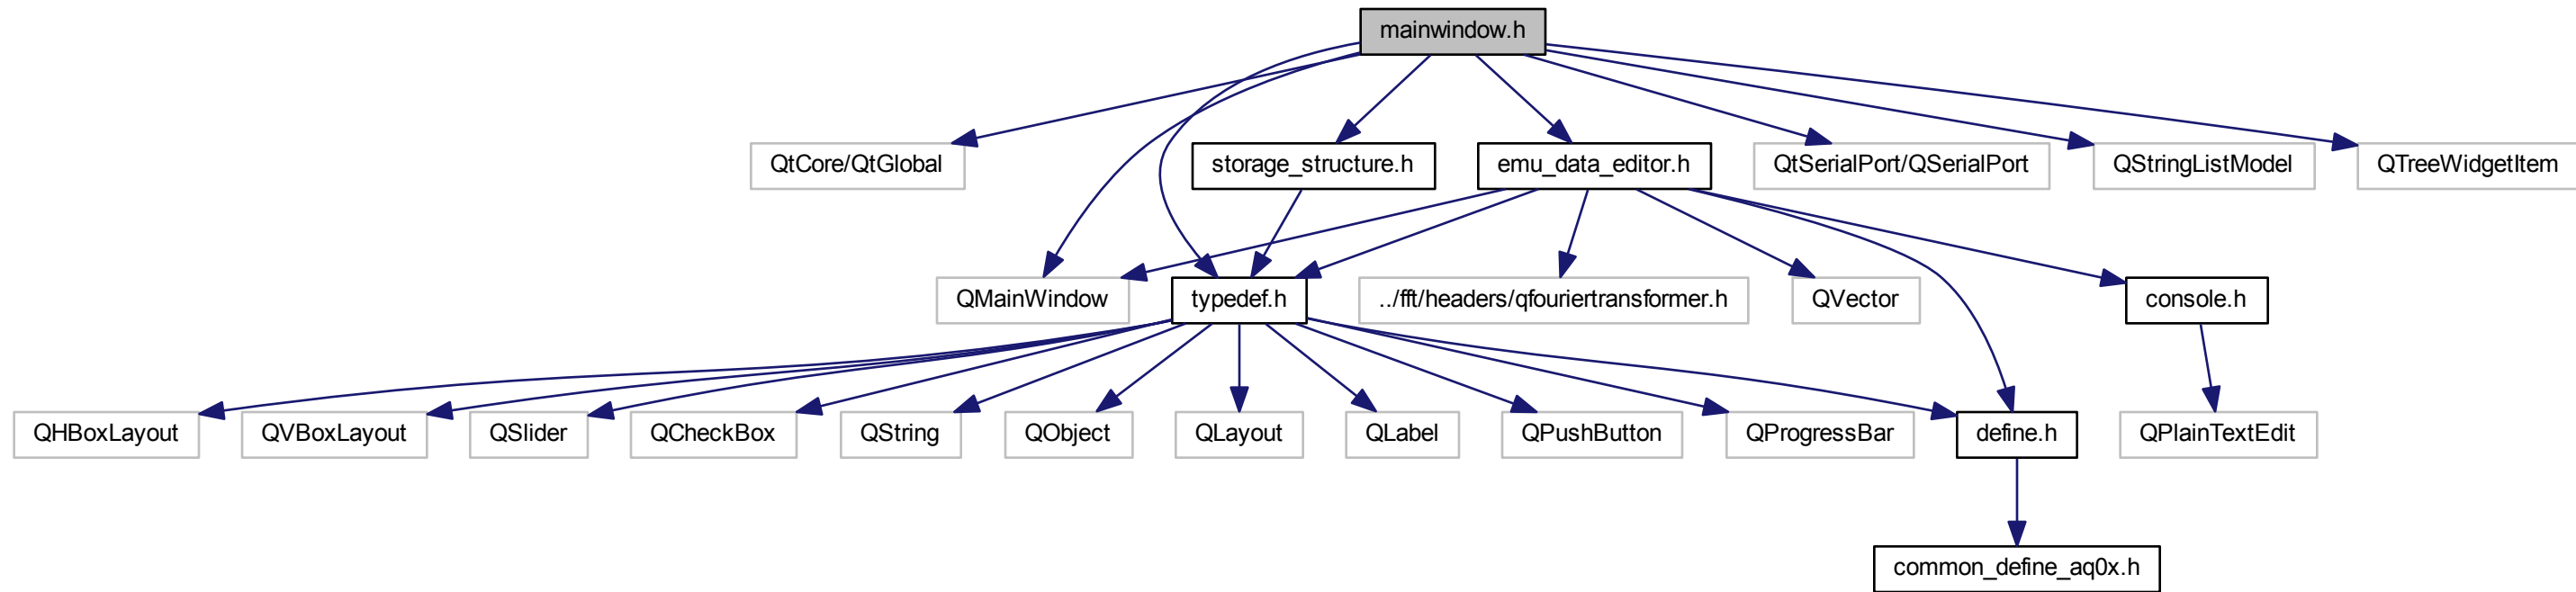 mainwindow.h
QtCore/QtGlobal
storage_structure.h
emu_data_editor.h
QtSerialPort/QSerialPort
QStringListModel
QTreeWidgetItem
QMainWindow
typedef.h
../fft/headers/qfouriertransformer.h
QVector
console.h
QHBoxLayout
QVBoxLayout
QSlider
QCheckBox
QString
QObject
QLayout
QLabel
QPushButton
QProgressBar
define.h
QPlainTextEdit
common_define_aq0x.h